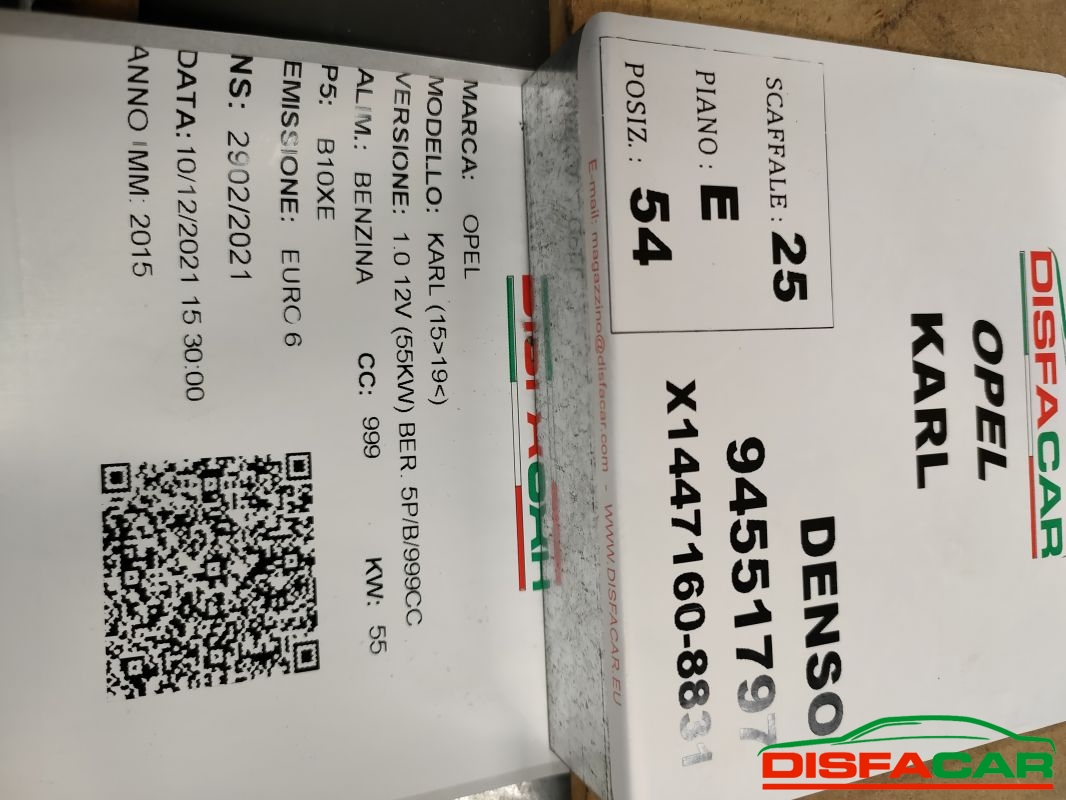 MARCA: OPEL
MODELLO: KARL (15>19<)
VERSIONE: 1.0 12V (55KW) BER. 5P/B/999CC
ALIM.: BENZINA CC: 999 KW: 55
P5: B10XE
EMISSIONE: EURO 6
NS: 2902/2021
DATA: 10/12/2021 15 30:00
ANNO IMM: 2015
DISFACAR
DISFACAR
OPEL
KARL
SCAFFALE : 25
PIANO : E
POSIZ. : 54
DENSO
94551797
X1447160-8831
E-mail: magazzino@disfacar.com - WWW.DISFACAR.EU
DISFACAR